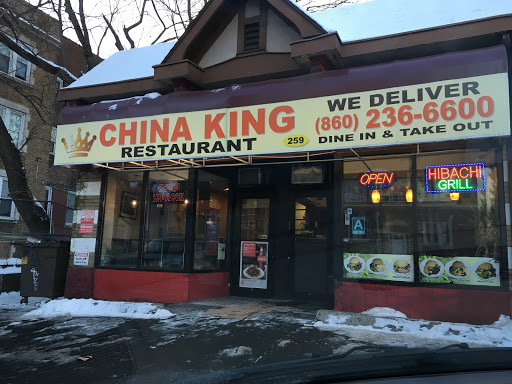 CHINA KING
RESTAURANT
259
WE DELIVER
(860) 236-6600
DINE IN & TAKE OUT
OPEN
HIBACHI
GRILL
A